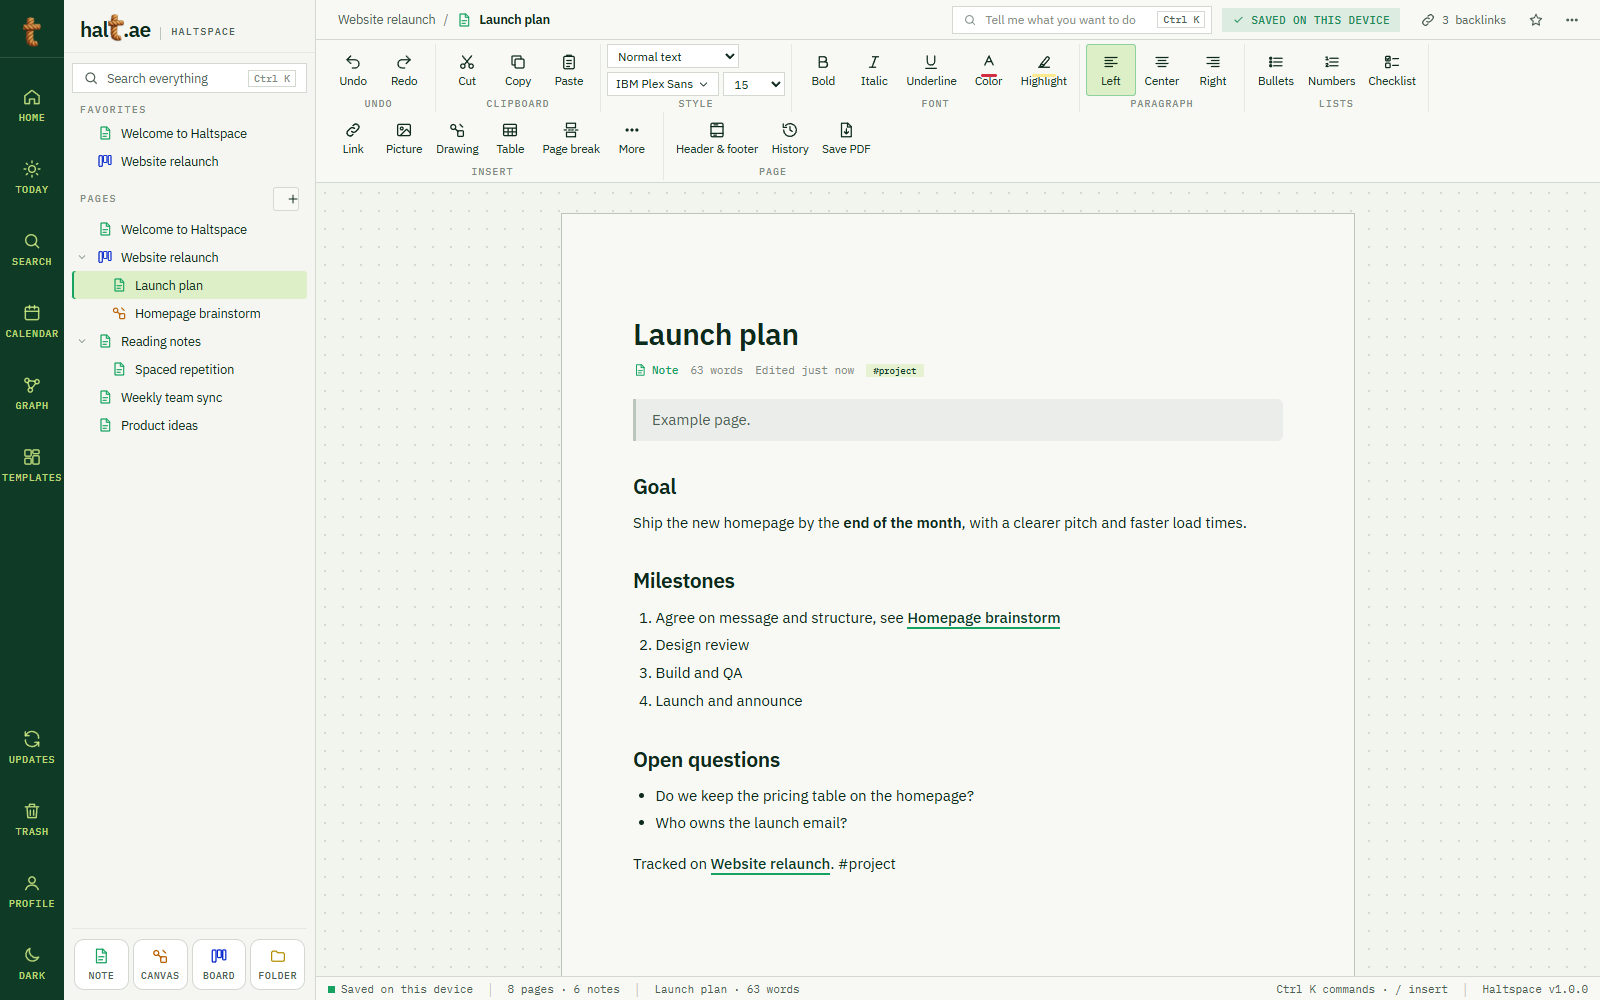 halt.ae | HALTSPACE
Website relaunch / Launch plan
Tell me what you want to do Ctrl K
SAVED ON THIS DEVICE
3 backlinks
HOME
TODAY
SEARCH
CALENDAR
GRAPH
TEMPLATES
UPDATES
TRASH
PROFILE
DARK
Search everything Ctrl K
FAVORITES
Welcome to Haltspace
Website relaunch
PAGES
Welcome to Haltspace
Website relaunch
Launch plan
Homepage brainstorm
Reading notes
Spaced repetition
Weekly team sync
Product ideas
NOTE CANVAS BOARD FOLDER
Undo Redo
UNDO
Cut Copy Paste
CLIPBOARD
Normal text
IBM Plex Sans 15
STYLE
Bold Italic Underline Color Highlight
FONT
Left Center Right
PARAGRAPH
Bullets Numbers Checklist
LISTS
Link Picture Drawing Table Page break More
INSERT
Header & footer History Save PDF
PAGE
Launch plan
Note 63 words Edited just now #project
Example page.
Goal
Ship the new homepage by the end of the month, with a clearer pitch and faster load times.
Milestones
1. Agree on message and structure, see Homepage brainstorm
2. Design review
3. Build and QA
4. Launch and announce
Open questions
• Do we keep the pricing table on the homepage?
• Who owns the launch email?
Tracked on Website relaunch. #project
Saved on this device | 8 pages · 6 notes | Launch plan · 63 words
Ctrl K commands · / insert | Haltspace v1.0.0